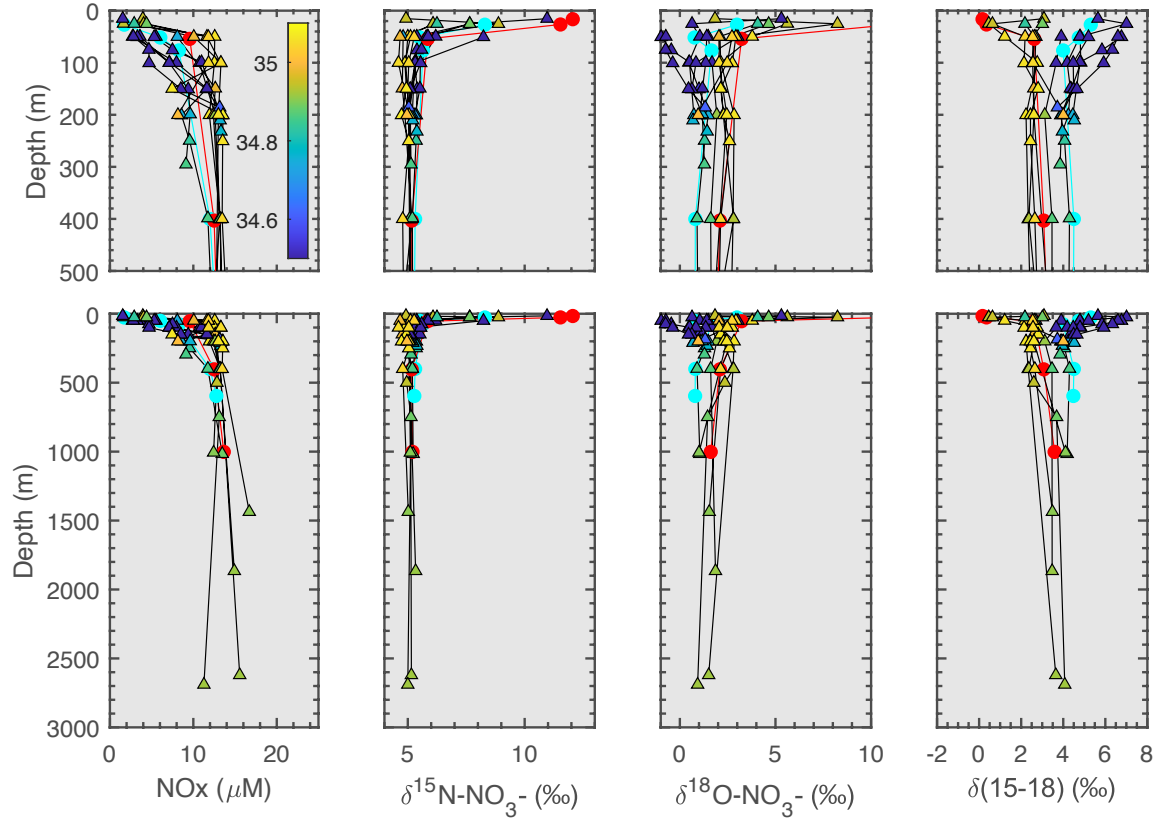 0
100
200
300
400
500
Depth (m)
35
34.8
34.6
0
500
1000
1500
2000
2500
3000
Depth (m)
0 10 20
NOx (μM)
5 10
δ¹⁵N-NO₃- (‰)
0 5 10
δ¹⁸O-NO₃- (‰)
-2 0 2 4 6 8
δ(15-18) (‰)